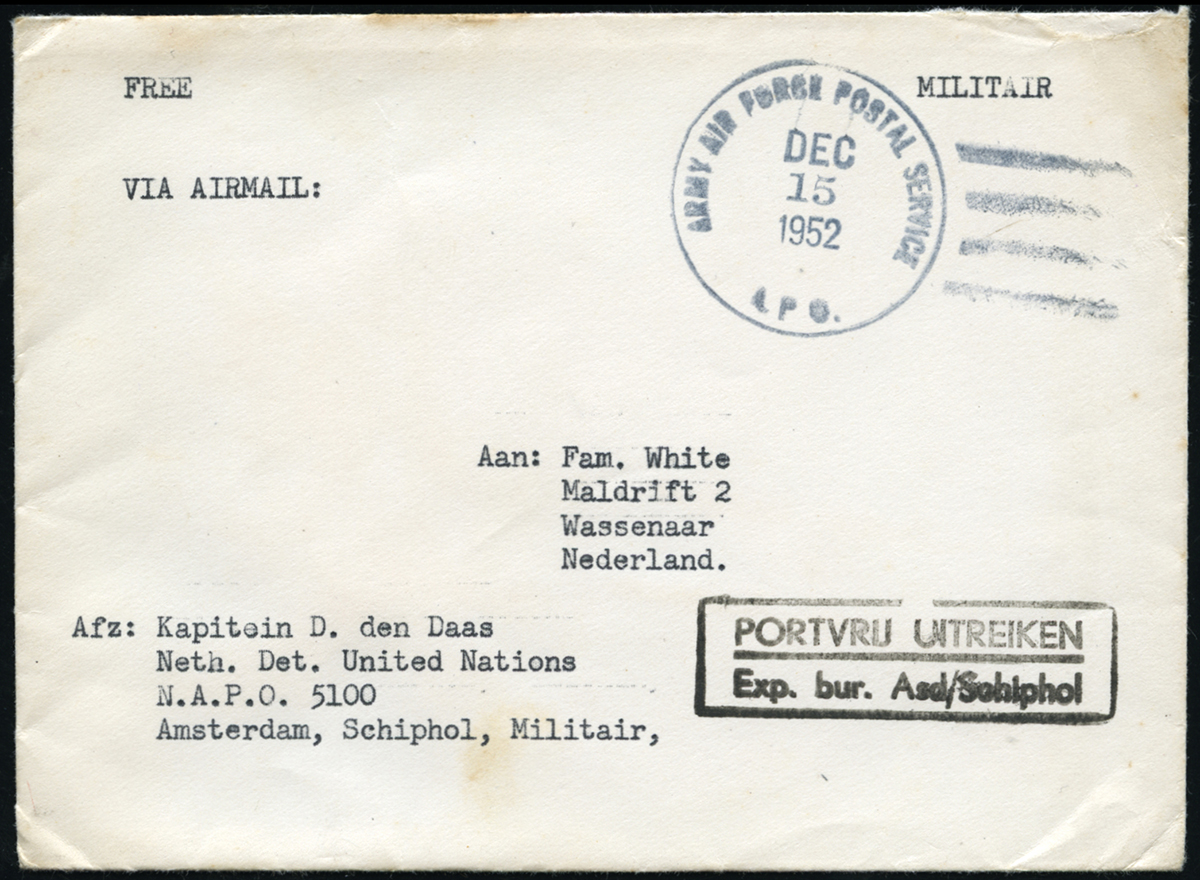 FREE
MILITAIR
VIA AIRMAIL:
ARMY AIR FORCE POSTAL SERVICE
DEC
15
1952
A.P.O.
Aan: Fam. White
Maldrift 2
Wassenaar
Nederland.
Afz: Kapitein D. den Daas
Neth. Det. United Nations
N.A.P.O. 5100
Amsterdam, Schiphol, Militair,
PORTVRIJ UITREIKEN
Exp. bur. Asd/Schiphol